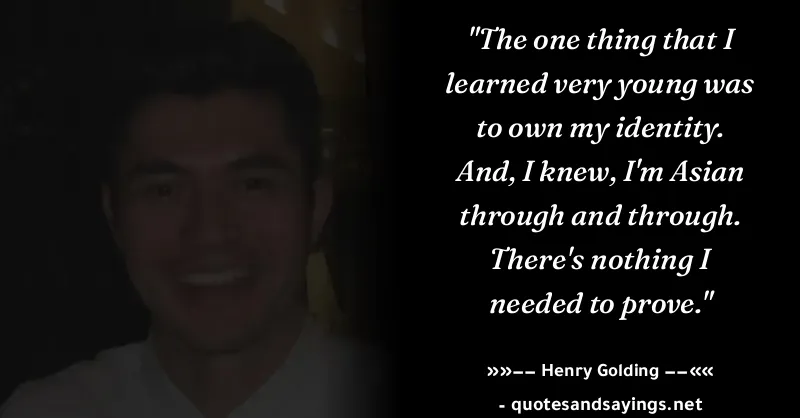 "The one thing that I
learned very young was
to own my identity.
And, I knew, I'm Asian
through and through.
There's nothing I
needed to prove."
»»−− Henry Golding −−««
- quotesandsayings.net